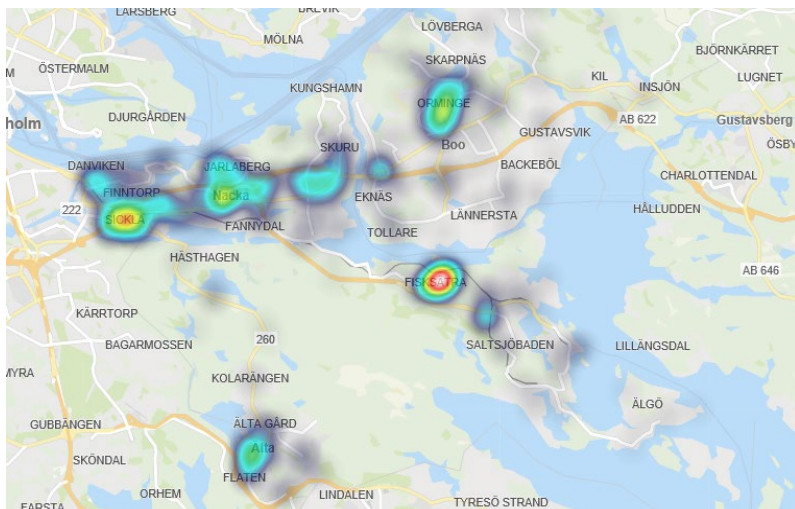 LARSBERG
BREVIK
LÖVBERGA
MÖLNA
BJÖRNKÄRRET
SKARPNÄS
ÖSTERMALM
M
KIL
LUGNET
KUNGSHAMN
INSJÖN
ORMINGE
DJURGÅRDEN
holm
AB 622
Gustavsberg
GUSTAVSVIK
Boo
SKURU
ÖSBY
DANVIKEN
JARLABERG
BACKEBÖL
CHARLOTTENDAL
FINNTORP
Nacka
EKNÄS
222
SICKLA
LÄNNERSTA
HÅLLUDDEN
FANNYDAL
TOLLARE
HÄSTHAGEN
AB 646
FISKSÄTRA
KÄRRTORP
260
BAGARMOSSEN
SALTSJÖBADEN
LILLÄNGSDAL
MYRA
KOLARÄNGEN
ÄLGÖ
GUBBÄNGEN
ÄLTA GÅRD
Älta
SKÖNDAL
FLATEN
ORHEM
LINDALEN
TYRESÖ STRAND
FARSTA